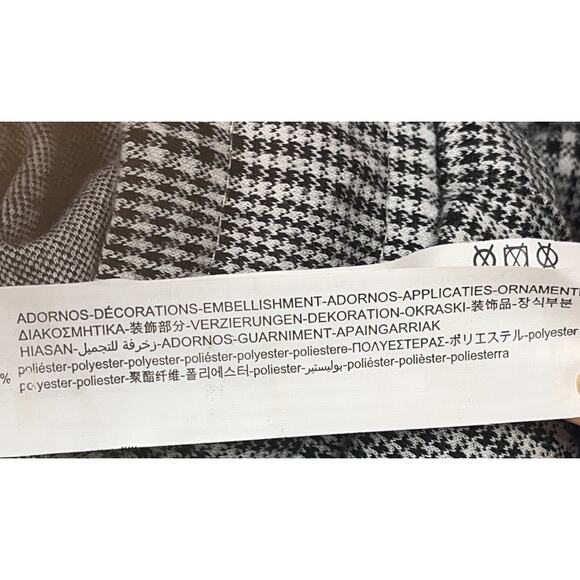 ADORNOS-DÉCORATIONS-EMBELLISHMENT-ADORNOS-APPLICATIES-ORNAMENTI
ΔΙΑΚΟΣΜΗΤΙΚΑ-装飾部分-VERZIERUNGEN-DEKORATION-OKRASKI-装饰品-장식부분
HIASAN-زخرفة للتجميل-ADORNOS-GUARNIMENT-APAINGARRIAK
% poliéster-polyester-polyester-poliéster-polyester-poliestere-ΠΟΛΥΕΣΤΕΡΑΣ-ポリエステル-polyester
polyester-poliester-聚酯纤维-폴리에스터-poliester-بوليستير-poliéster-polièster-poliesterra